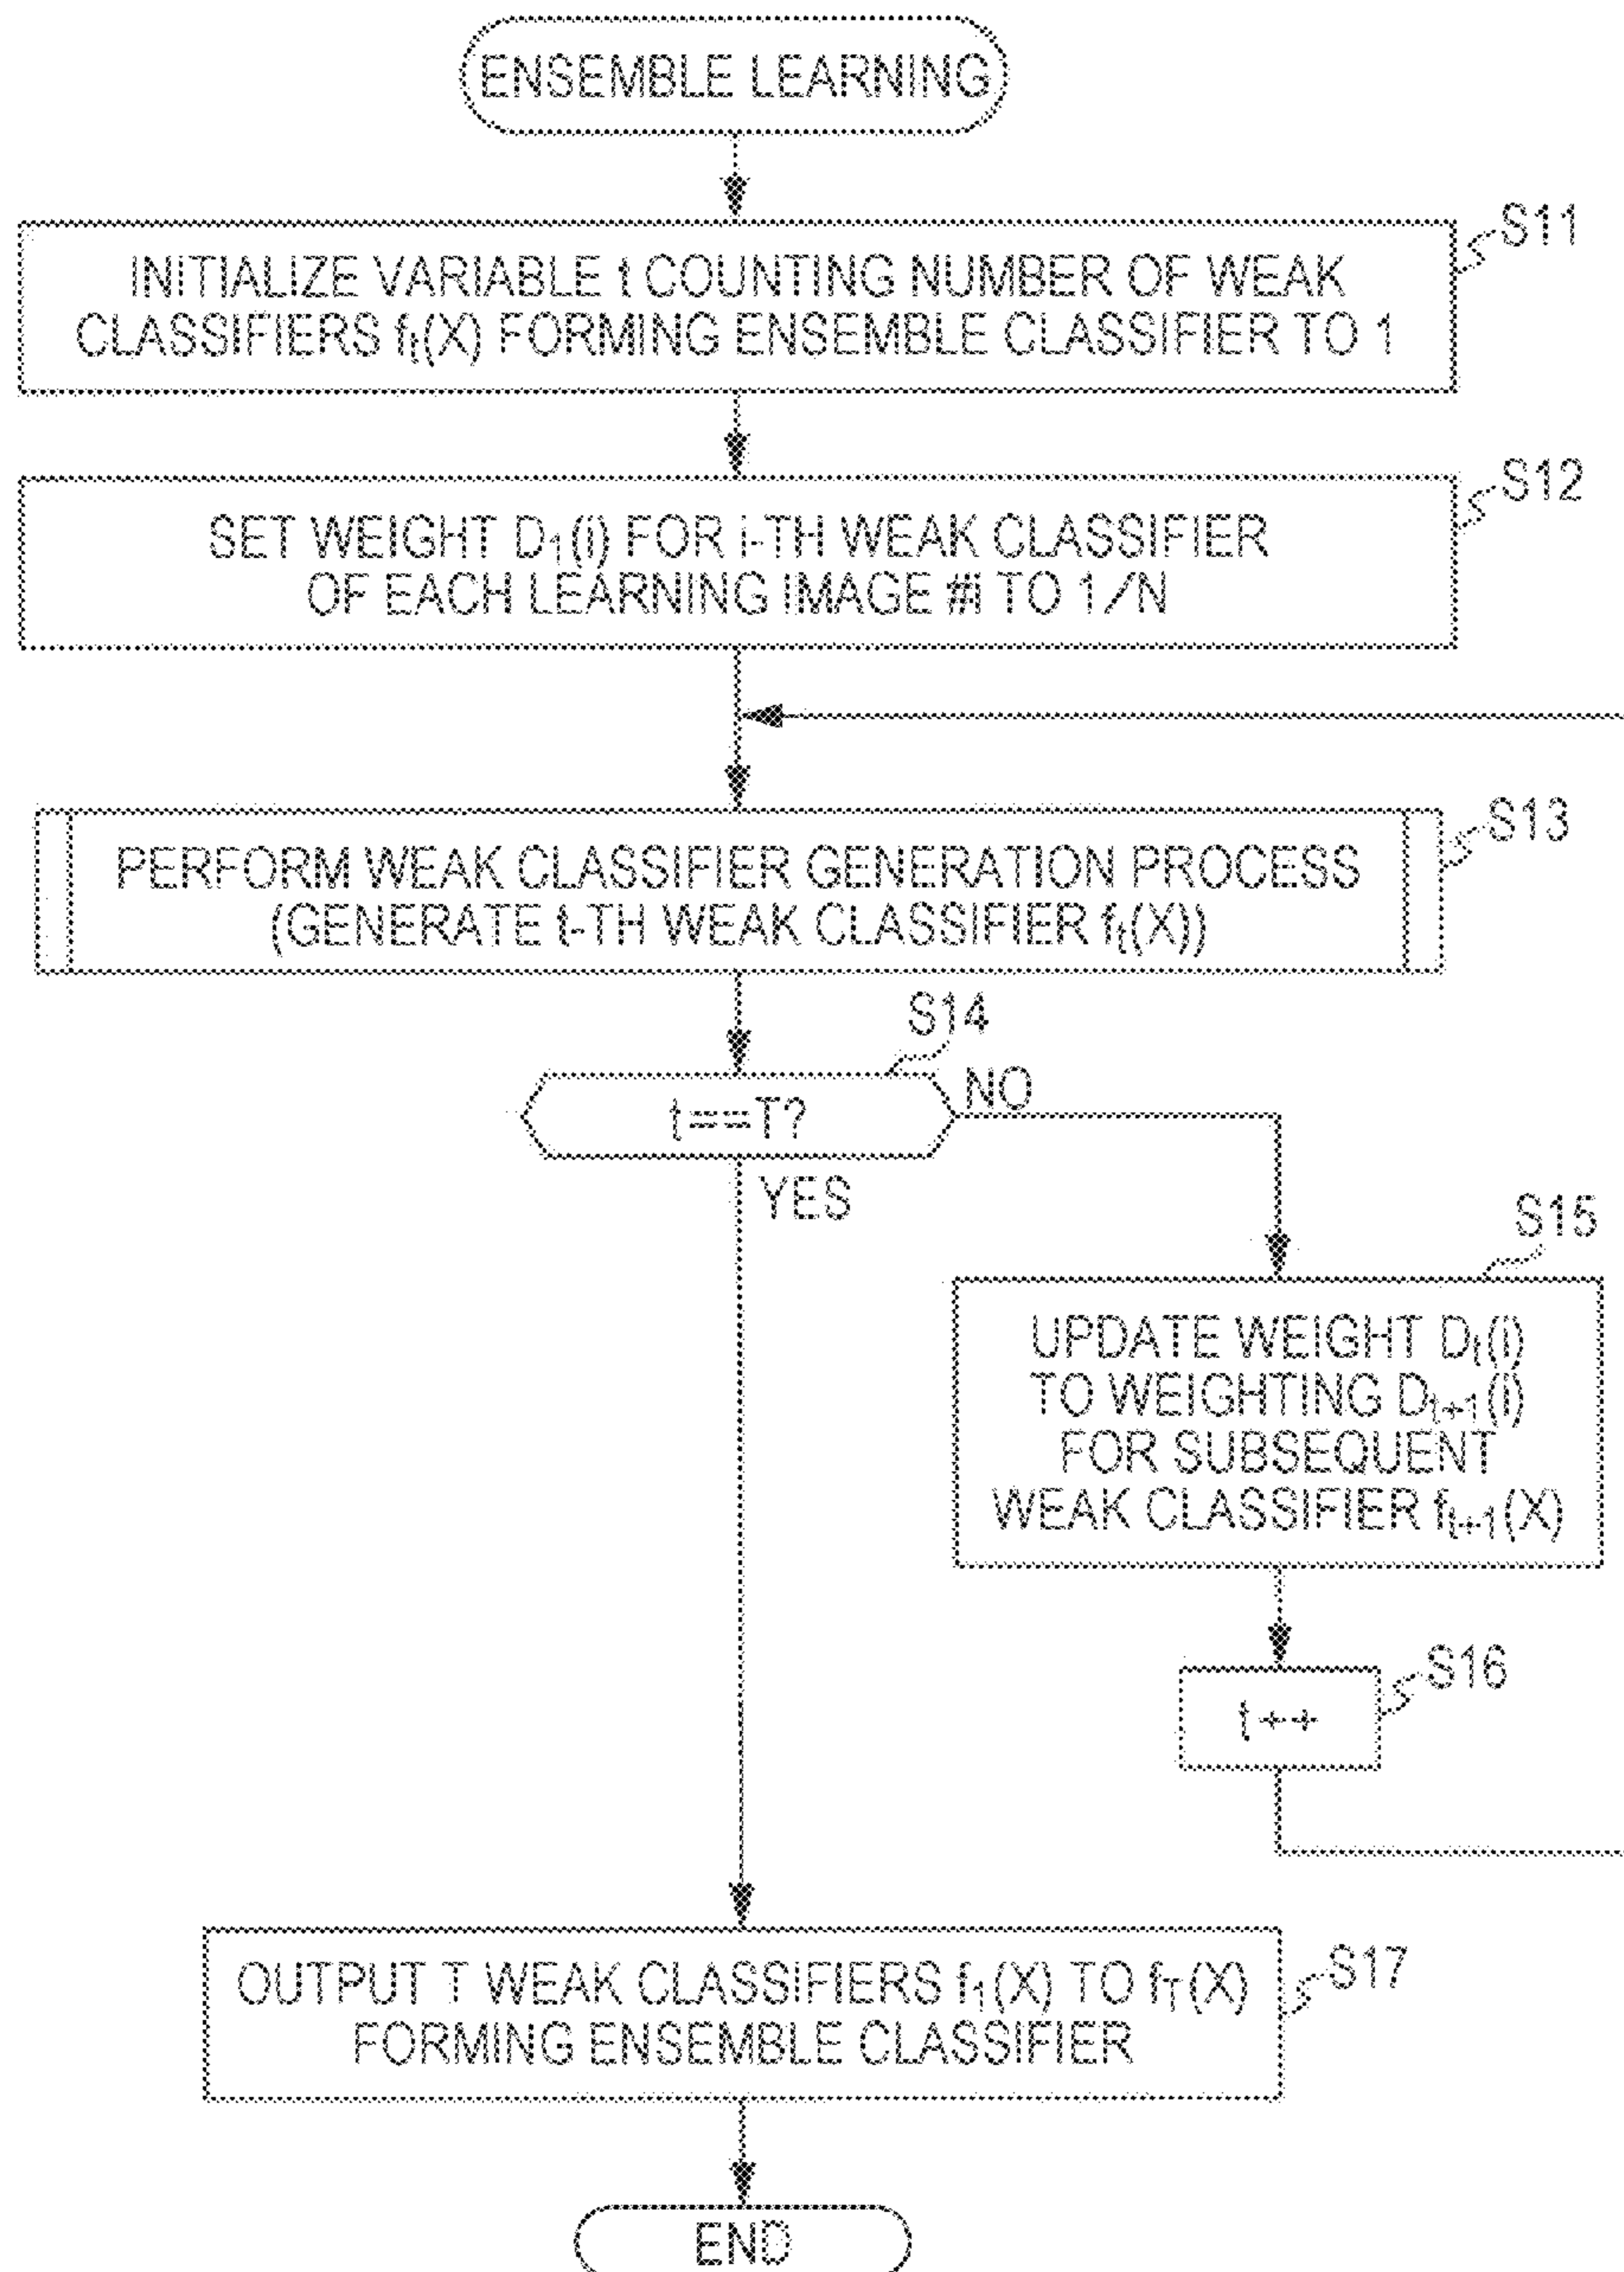 ENSEMBLE LEARNING
S11
INITIALIZE VARIABLE t COUNTING NUMBER OF WEAK
CLASSIFIERS fₜ(X) FORMING ENSEMBLE CLASSIFIER TO 1
S12
SET WEIGHT D₁(i) FOR i-TH WEAK CLASSIFIER
OF EACH LEARNING IMAGE #i TO 1/N
S13
PERFORM WEAK CLASSIFIER GENERATION PROCESS
(GENERATE t-TH WEAK CLASSIFIER fₜ(X))
S14
t==T?
NO
YES
S15
UPDATE WEIGHT Dₜ(i)
TO WEIGHTING Dₜ₊₁(i)
FOR SUBSEQUENT
WEAK CLASSIFIER fₜ₊₁(X)
S16
t++
S17
OUTPUT T WEAK CLASSIFIERS f₁(X) TO f_T(X)
FORMING ENSEMBLE CLASSIFIER
END